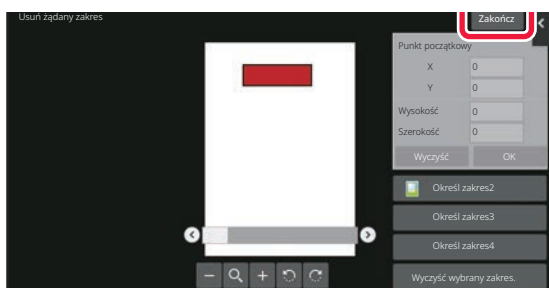 Usuń żądany zakres
Zakończ
Punkt początkowy
X 0
Y 0
Wysokość 0
Szerokość 0
Wyczyść OK
Określ zakres2
Określ zakres3
Określ zakres4
Wyczyść wybrany zakres.